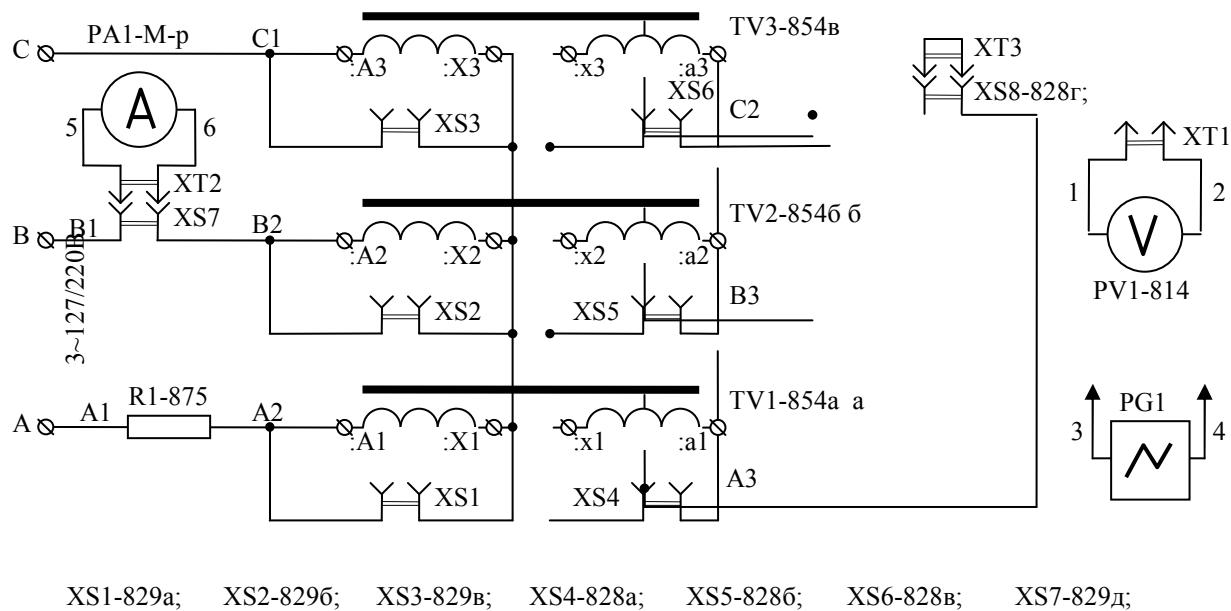 C PA1-М-р C1 TV3-854в
:A3 :X3 :x3 :a3 XT3
XS3 XS6 C2 XS8-828г;
A
5 6 XT1
XT2
XS7 1 2
B B1 B2 TV2-854б б
:A2 :X2 :x2 :a2 V
3~127/220В
XS2 XS5 B3 PV1-814
R1-875 TV1-854а а PG1
A A1 A2 3 4
:A1 :X1 :x1 :a1
XS1 XS4 A3
XS1-829а; XS2-829б; XS3-829в; XS4-828а; XS5-828б; XS6-828в; XS7-829д;